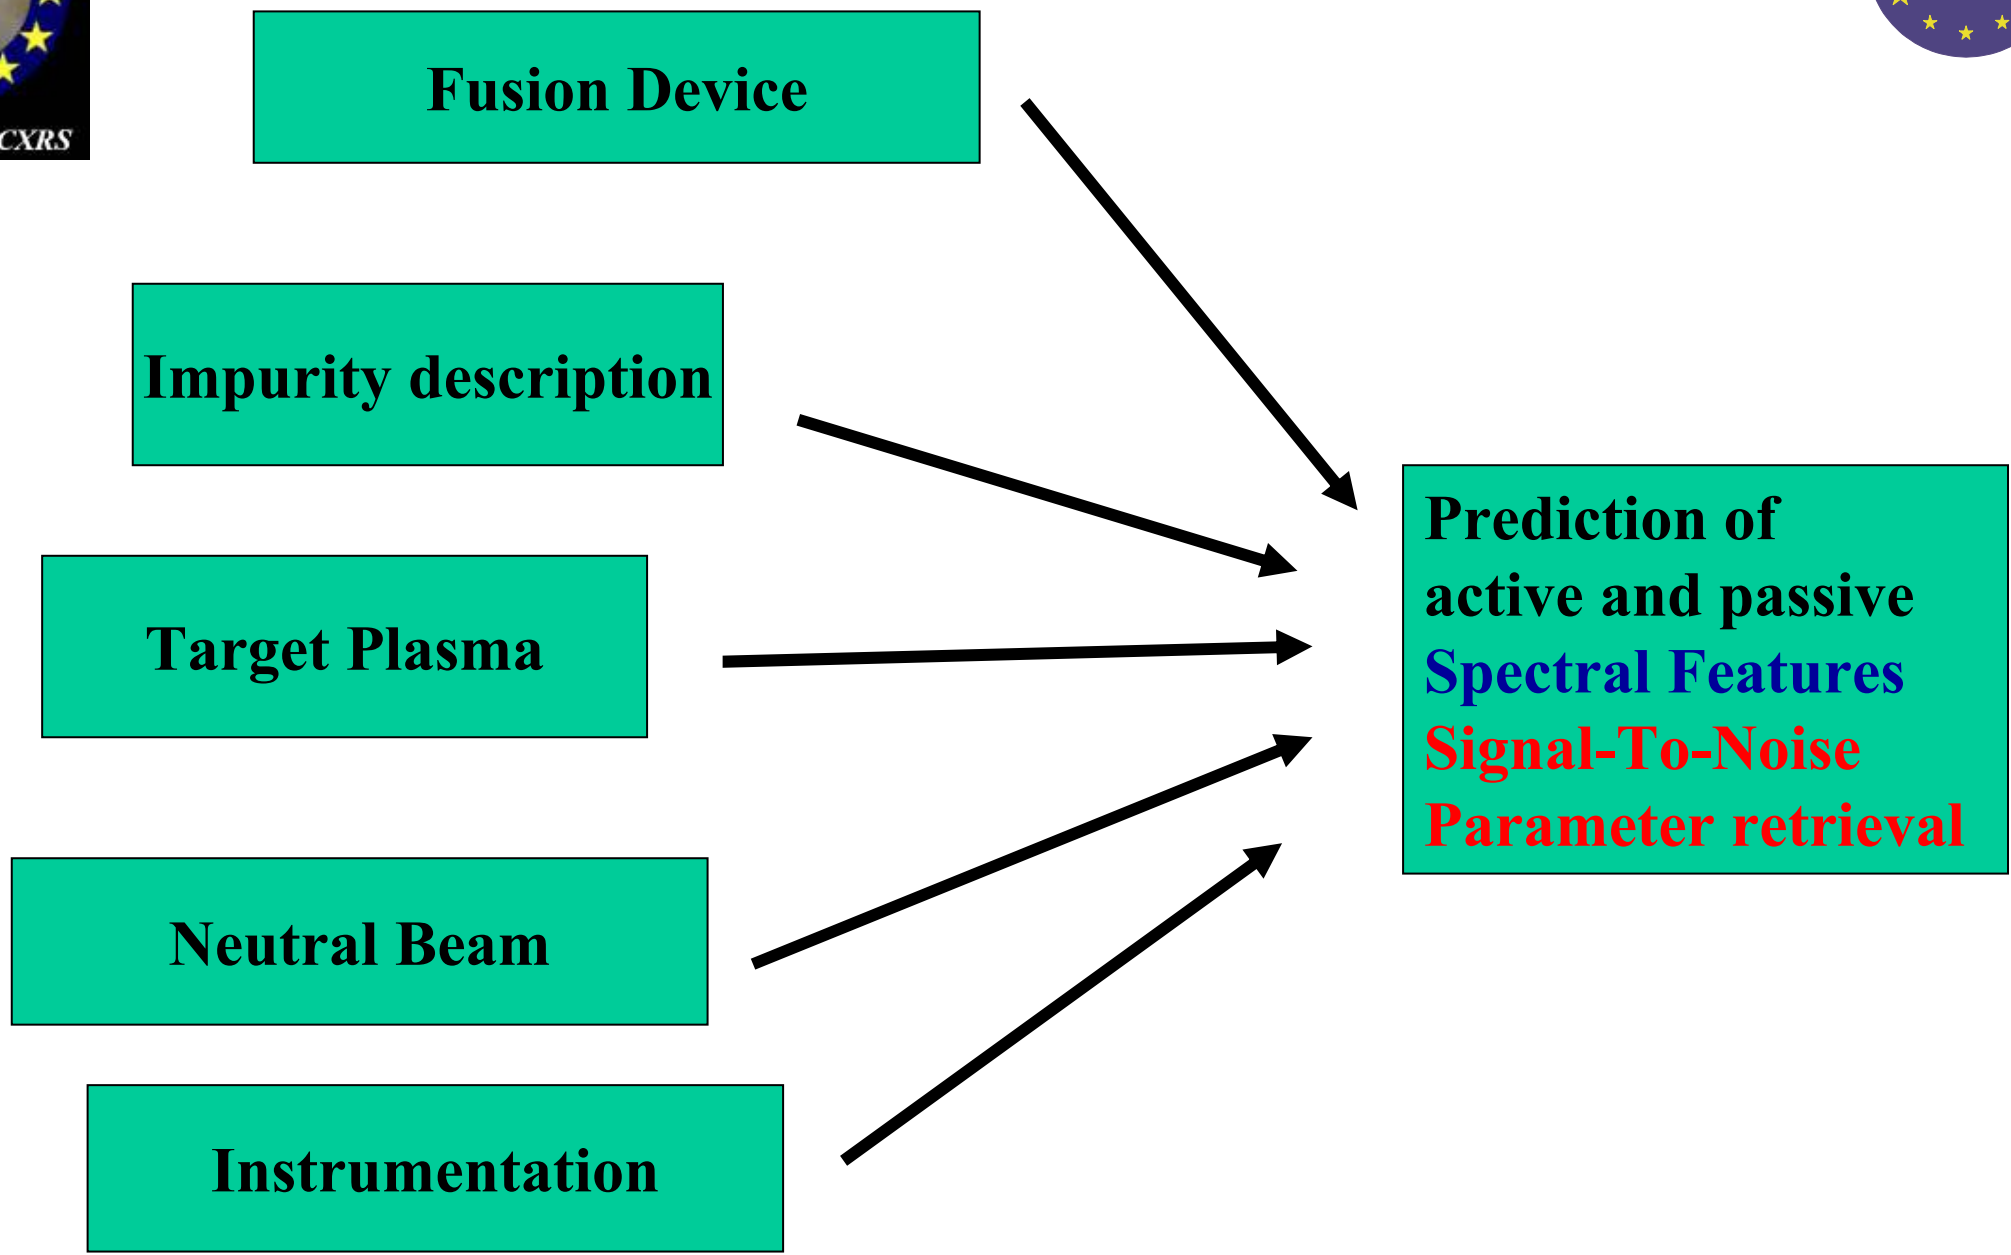 CXRS
Fusion Device
Impurity description
Target Plasma
Neutral Beam
Instrumentation
Prediction of
active and passive
Spectral Features
Signal-To-Noise
Parameter retrieval